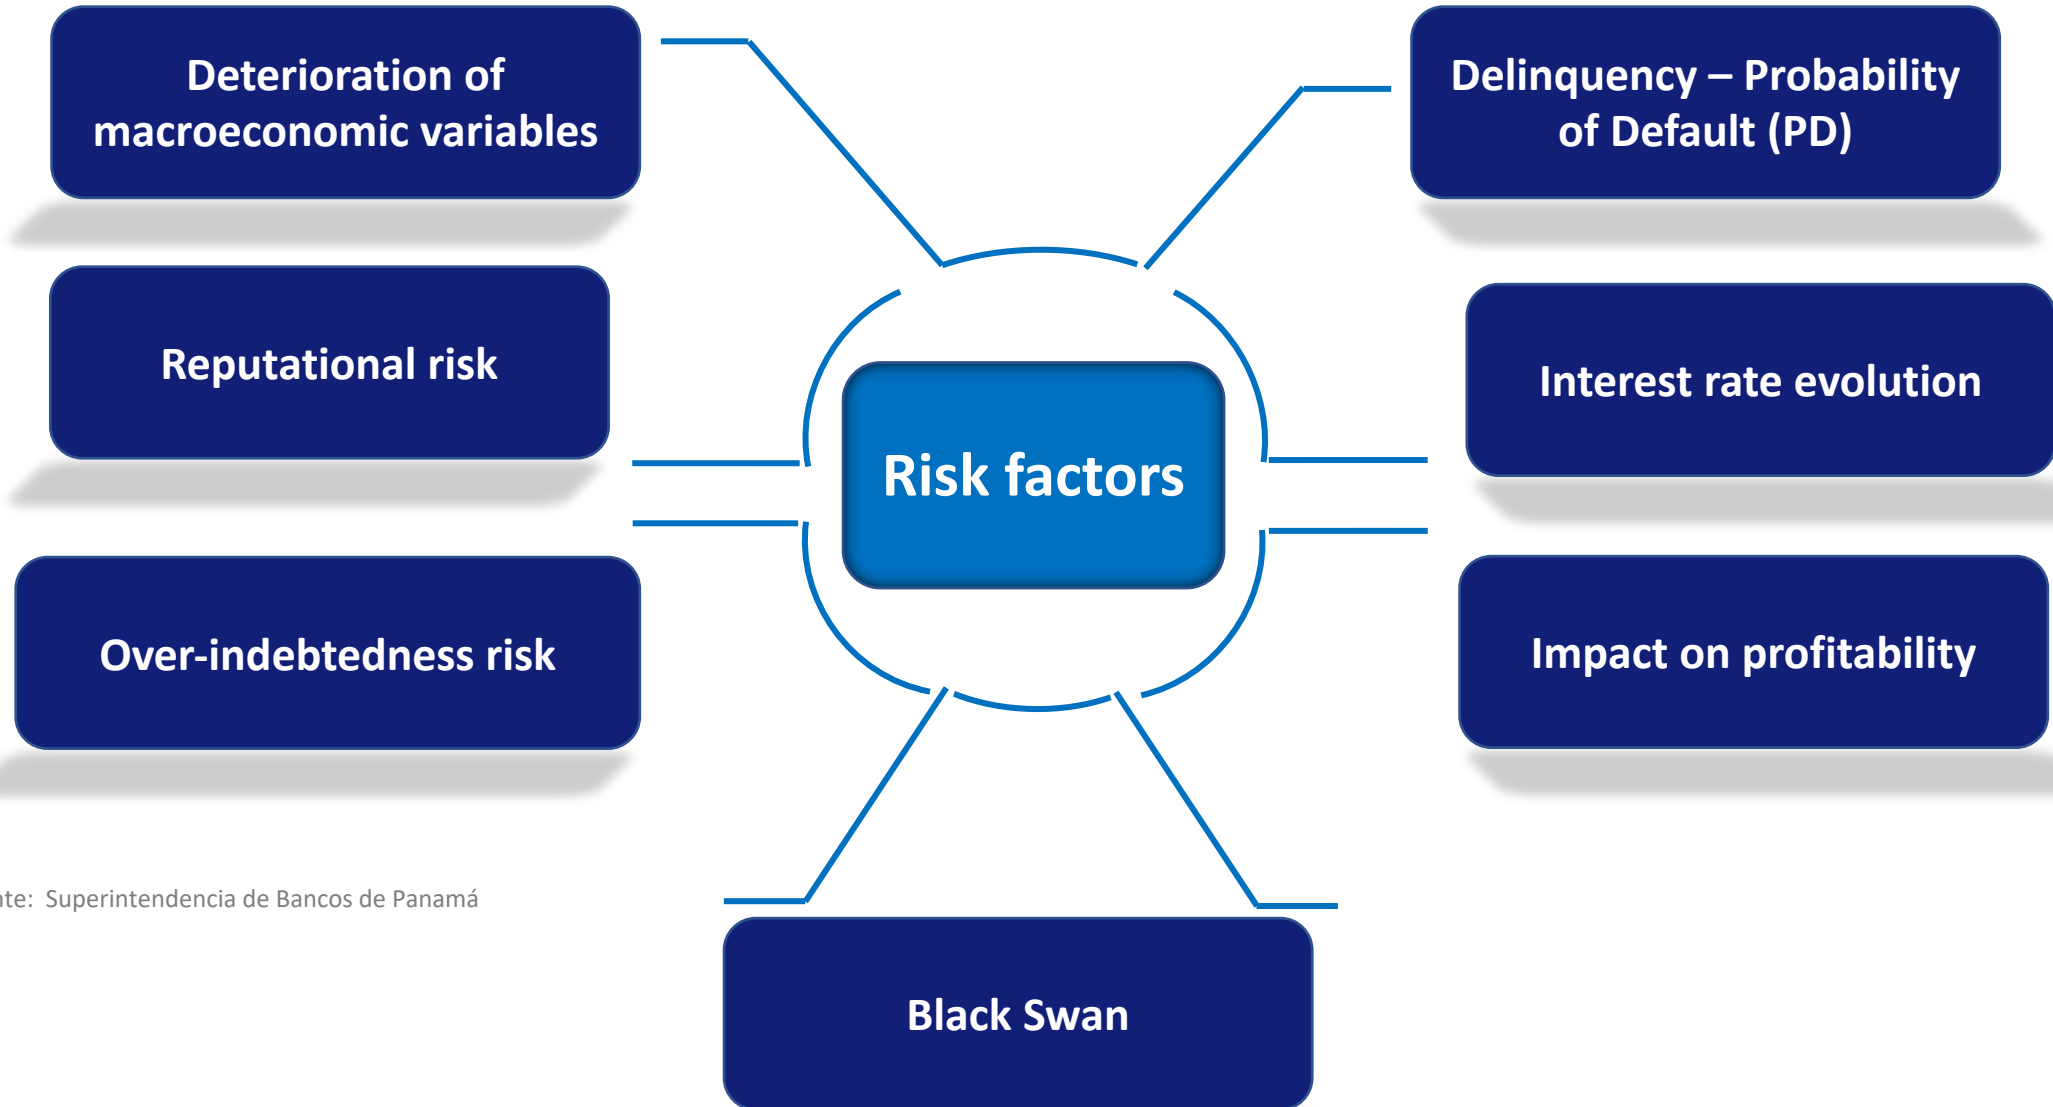 Deterioration of
macroeconomic variables
Delinquency – Probability
of Default (PD)
Reputational risk
Interest rate evolution
Risk factors
Over-indebtedness risk
Impact on profitability
nte: Superintendencia de Bancos de Panamá
Black Swan